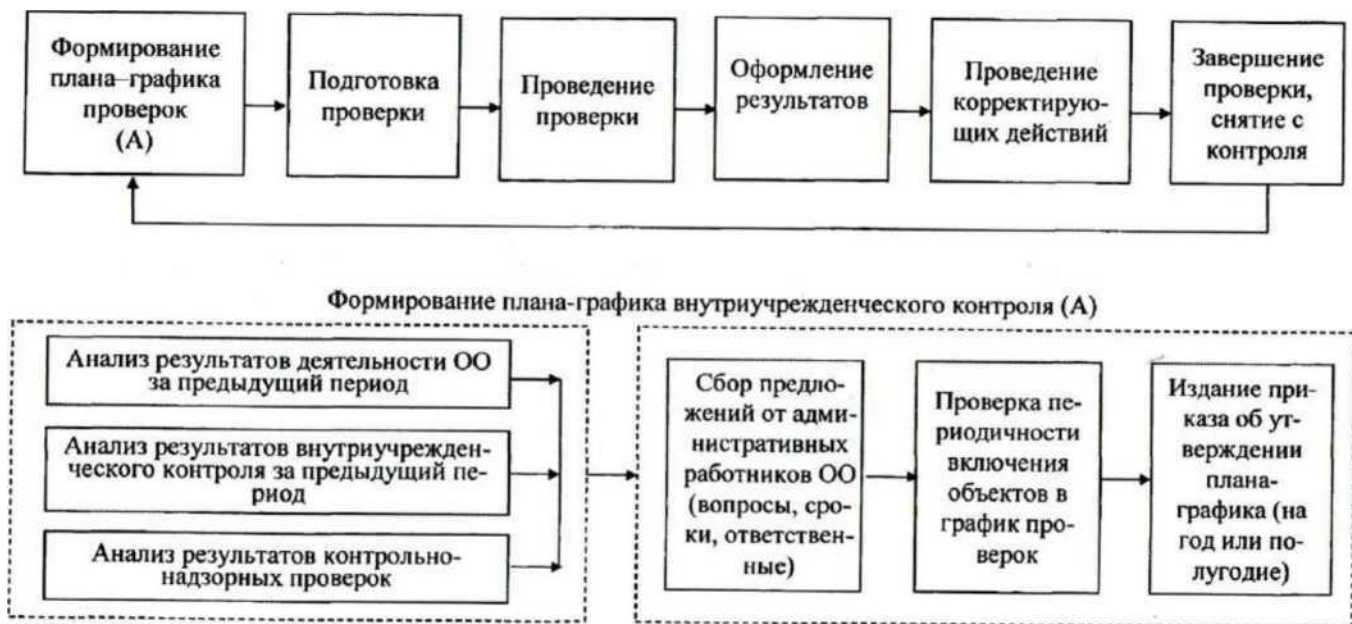 Формирование
плана–графика
проверок
(А)
Подготовка
проверки
Проведение
проверки
Оформление
результатов
Проведение
корректирую-
щих действий
Завершение
проверки,
снятие с
контроля
Формирование плана-графика внутриучрежденческого контроля (А)
Анализ результатов деятельности ОО
за предыдущий период
Анализ результатов внутриучрежден-
ческого контроля за предыдущий пе-
риод
Анализ результатов контрольно-
надзорных проверок
Сбор предло-
жений от адми-
нистративных
работников ОО
(вопросы, сро-
ки, ответствен-
ные)
Проверка пе-
риодичности
включения
объектов в
график про-
верок
Издание при-
каза об ут-
верждении
плана-
графика (на
год или по-
лугодие)